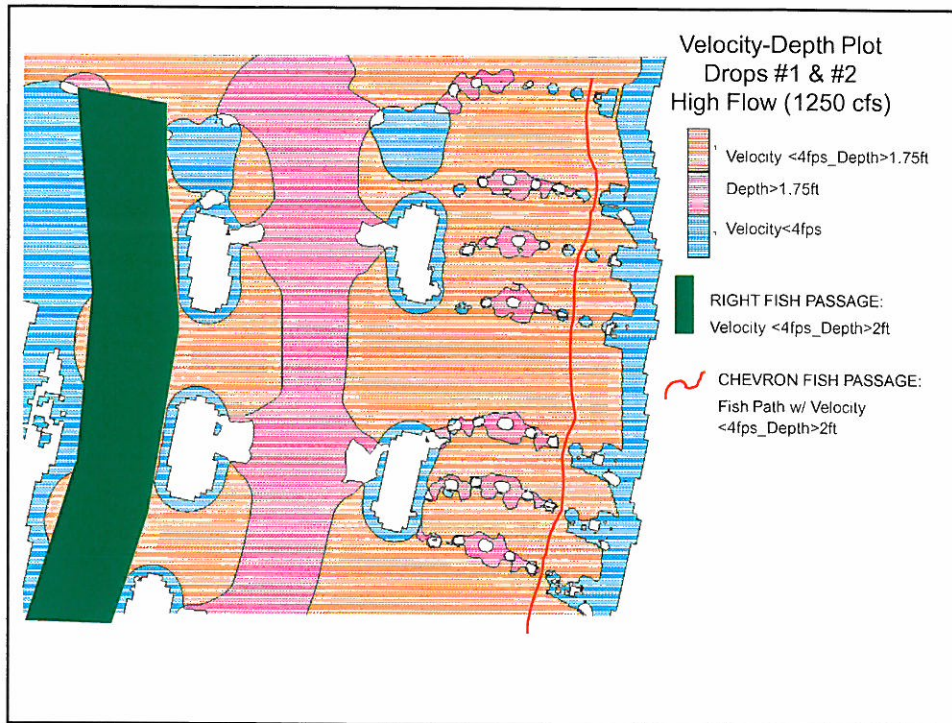 Velocity-Depth Plot
Drops #1 & #2
High Flow (1250 cfs)
Velocity <4fps_Depth>1.75ft
Depth>1.75ft
Velocity<4fps
RIGHT FISH PASSAGE:
Velocity <4fps_Depth>2ft
CHEVRON FISH PASSAGE:
Fish Path w/ Velocity
<4fps_Depth>2ft